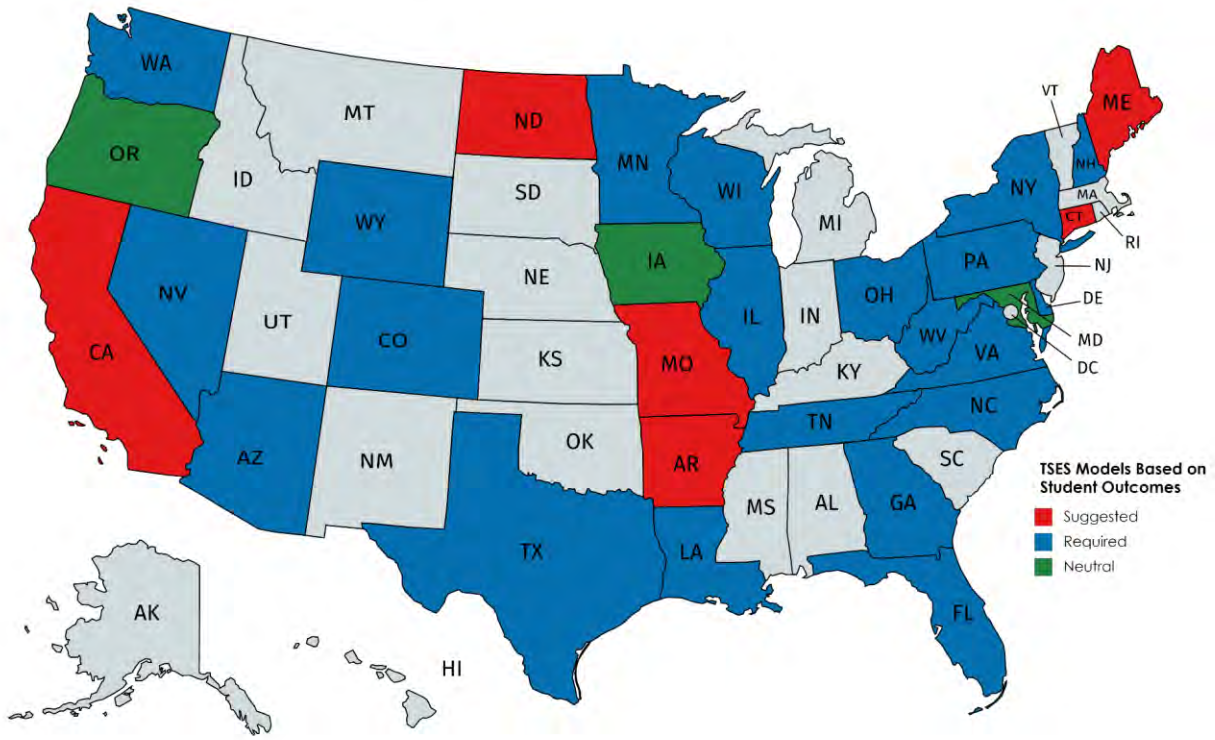 WA
MT
ND
MN
VT
ME
OR
ID
SD
WI
NY
NH
MA
CT
RI
WY
MI
IA
NE
PA
NJ
NV
UT
CO
IL
IN
OH
DE
MD
DC
CA
KS
MO
WV
VA
KY
NC
TN
AZ
NM
OK
AR
SC
MS
AL
GA
TX
LA
FL
AK
HI
TSES Models Based on
Student Outcomes
Suggested
Required
Neutral